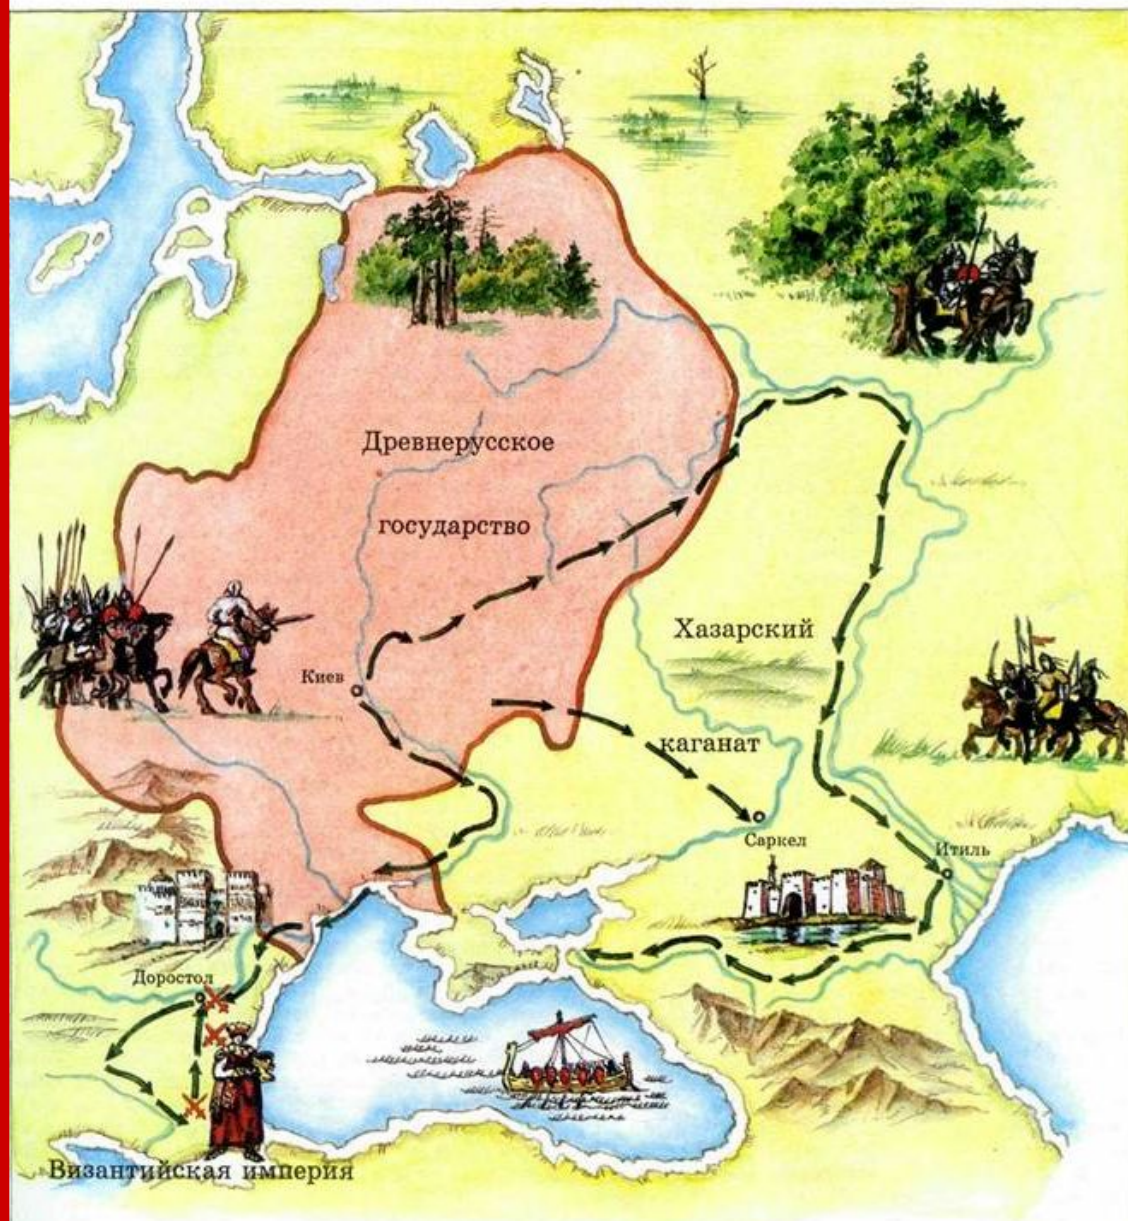 Древнерусское
государство
Хазарский
Киев
каганат
Саркел
Итиль
Доростол
Византийская империя